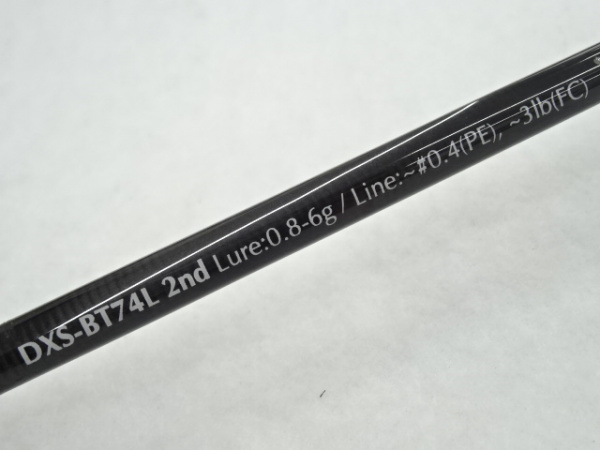 DXS-BT74L 2nd Lure:0.8-6g / Line:~#0.4(PE), ~3lb(FC)